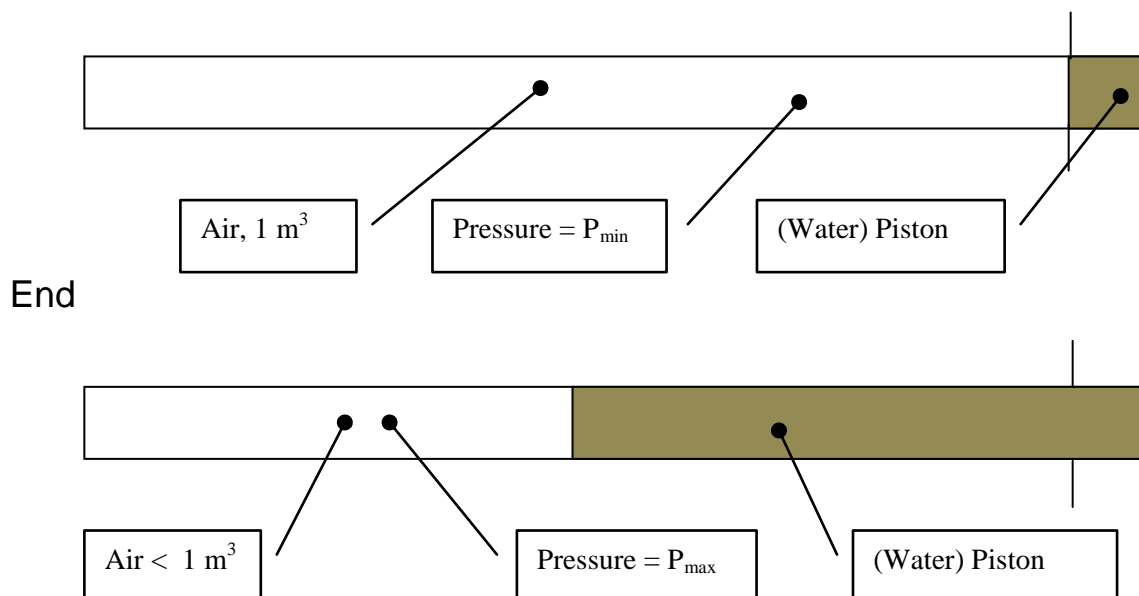 Air, 1 m³
Pressure = Pₘᵢₙ
(Water) Piston
End
Air < 1 m³
Pressure = Pₘₐₓ
(Water) Piston